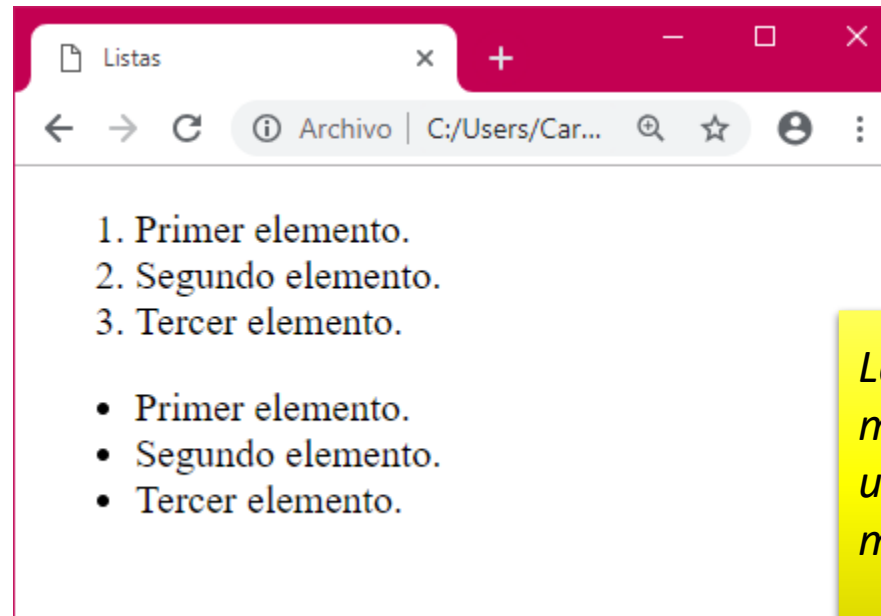 Listas
Archivo | C:/Users/Car...
1. Primer elemento.
2. Segundo elemento.
3. Tercer elemento.
• Primer elemento.
• Segundo elemento.
• Tercer elemento.